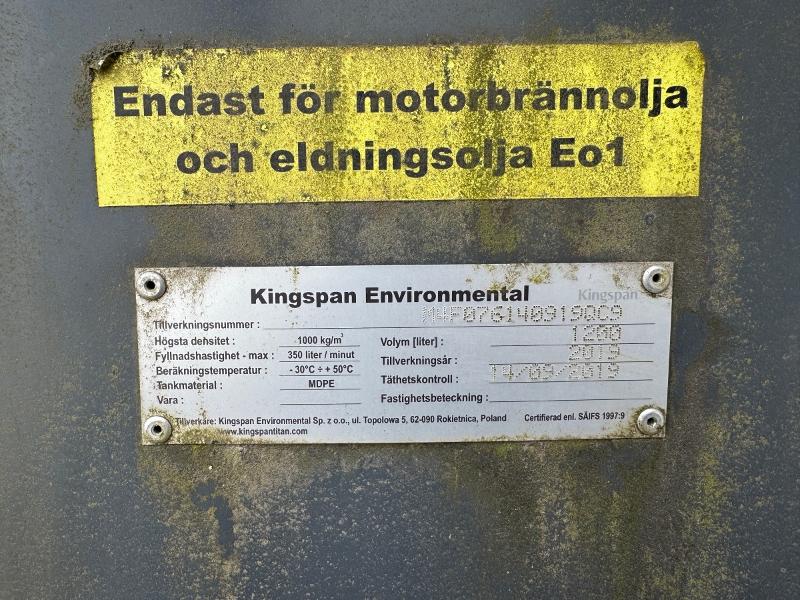 Endast för motorbrännolja
och eldningsolja Eo1
Kingspan Environmental
Kingspan
Tillverkningsnummer : M4F076140919QC9
Högsta dehsitet : 1000 kg/m³
Fyllnadshastighet - max : 350 liter / minut
Beräkningstemperatur : - 30°C ÷ + 50°C
Tankmaterial : MDPE
Vara :
Volym [liter] : 1200
Tillverkningsår : 2019
Täthetskontroll : 14/09/2019
Fastighetsbeteckning :
Tillverkare: Kingspan Environmental Sp. z o.o., ul. Topolowa 5, 62-090 Rokietnica, Poland
Certifierad enl. SÄIFS 1997:9
www.kingspantitan.com